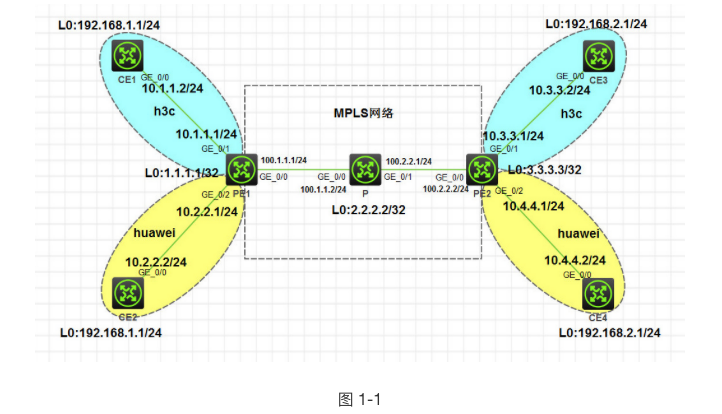 L0:192.168.1.1/24
L0:192.168.2.1/24
CE1
GE_0/0
10.1.1.2/24
h3c
10.1.1.1/24
GE_0/1
GE_0/0
CE3
10.3.3.2/24
h3c
10.3.3.1/24
GE_0/1
MPLS网络
L0:1.1.1.1/32
GE_0/2
PE1
100.1.1.1/24
GE_0/0
GE_0/0
100.1.1.2/24
P
100.2.2.1/24
GE_0/1
L0:2.2.2.2/32
GE_0/0
100.2.2.2/24
PE2
L0:3.3.3.3/32
GE_0/2
10.2.2.1/24
huawei
10.2.2.2/24
GE_0/0
CE2
L0:192.168.1.1/24
10.4.4.1/24
huawei
10.4.4.2/24
GE_0/0
CE4
L0:192.168.2.1/24
图 1-1